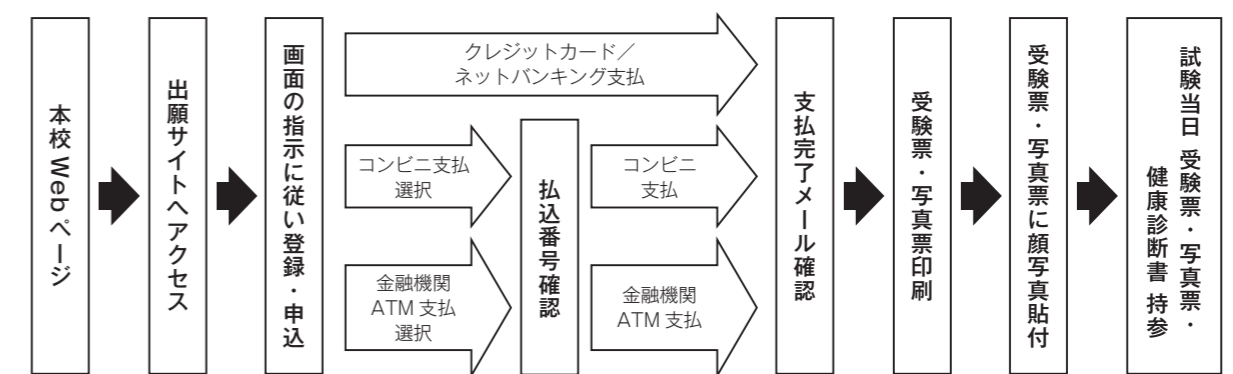 本校 Web ページ
出願サイトへアクセス
画面の指示に従い登録・申込
クレジットカード／
ネットバンキング支払
コンビニ支払
選択
金融機関
ATM 支払
選択
払込番号確認
コンビニ
支払
金融機関
ATM 支払
支払完了メール確認
受験票・写真票印刷
受験票・写真票に顔写真貼付
試験当日 受験票・写真票・
健康診断書 持参